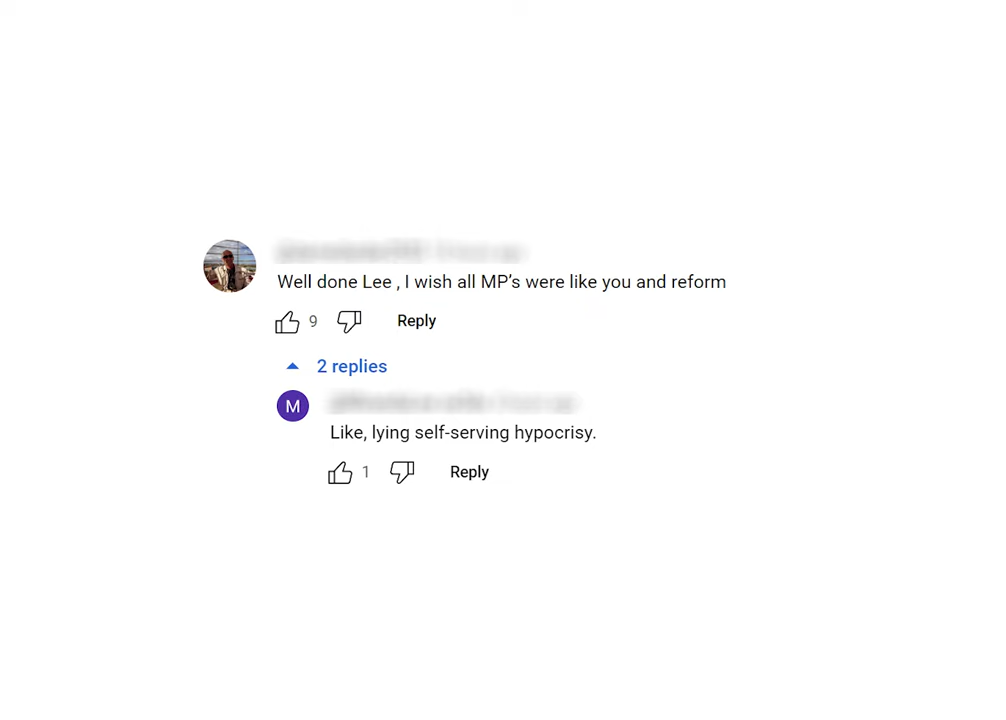 Well done Lee , I wish all MP’s were like you and reform
9 Reply
2 replies
M
Like, lying self-serving hypocrisy.
1 Reply